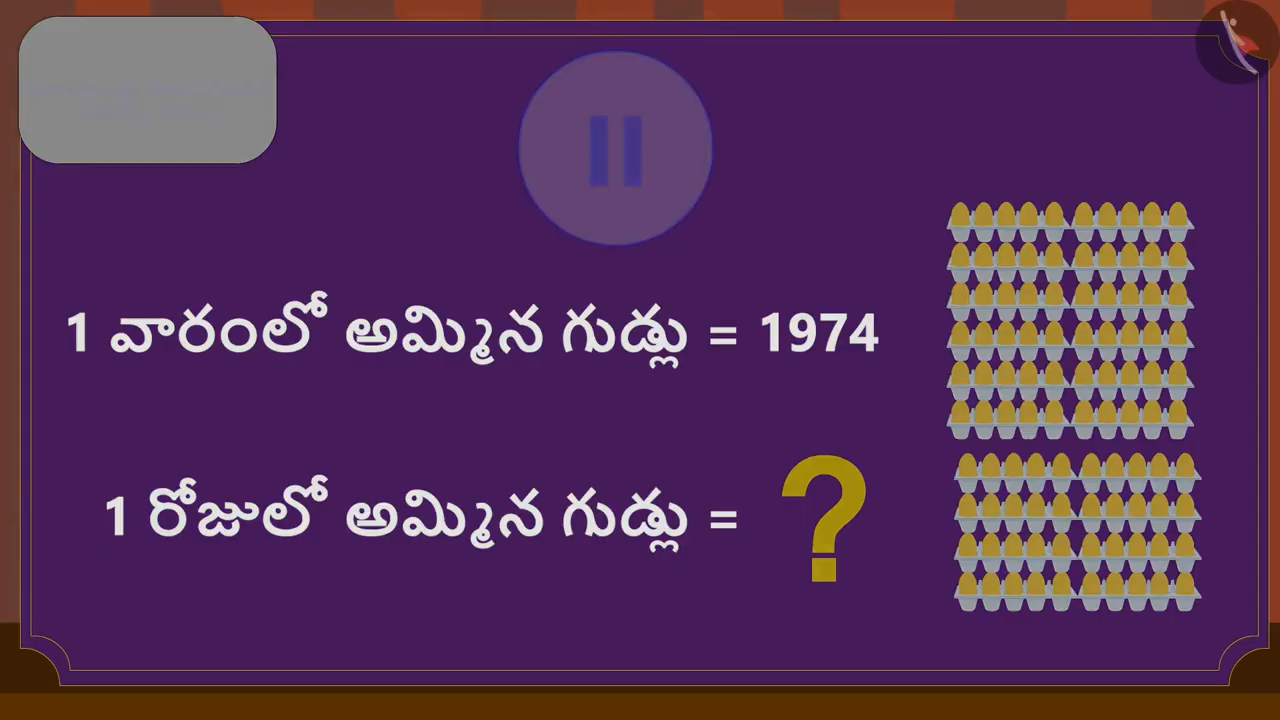 1 వారంలో అమ్మిన గుడ్లు = 1974
1 రోజులో అమ్మిన గుడ్లు = ?